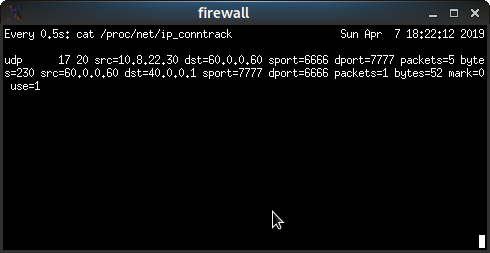 firewall
Every 0.5s: cat /proc/net/ip_conntrack Sun Apr 7 18:22:12 2019
udp 17 20 src=10.8.22.30 dst=60.0.0.60 sport=6666 dport=7777 packets=5 byte
s=230 src=60.0.0.60 dst=40.0.0.1 sport=7777 dport=6666 packets=1 bytes=52 mark=0
use=1